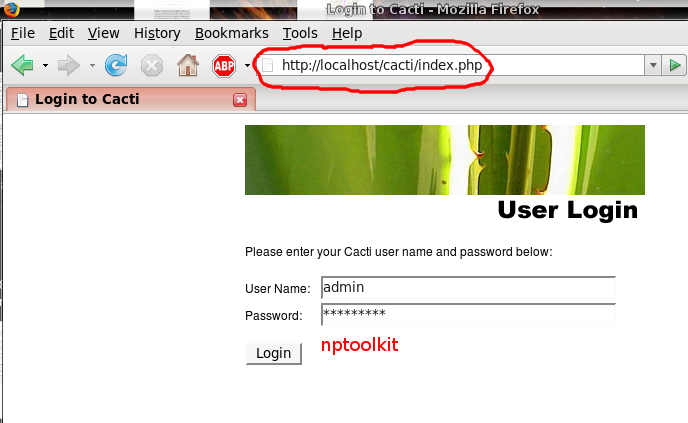 Login to Cacti - Mozilla Firefox
File Edit View History Bookmarks Tools Help
ABP http://localhost/cacti/index.php
Login to Cacti
User Login
Please enter your Cacti user name and password below:
User Name: admin
Password: *********
Login nptoolkit